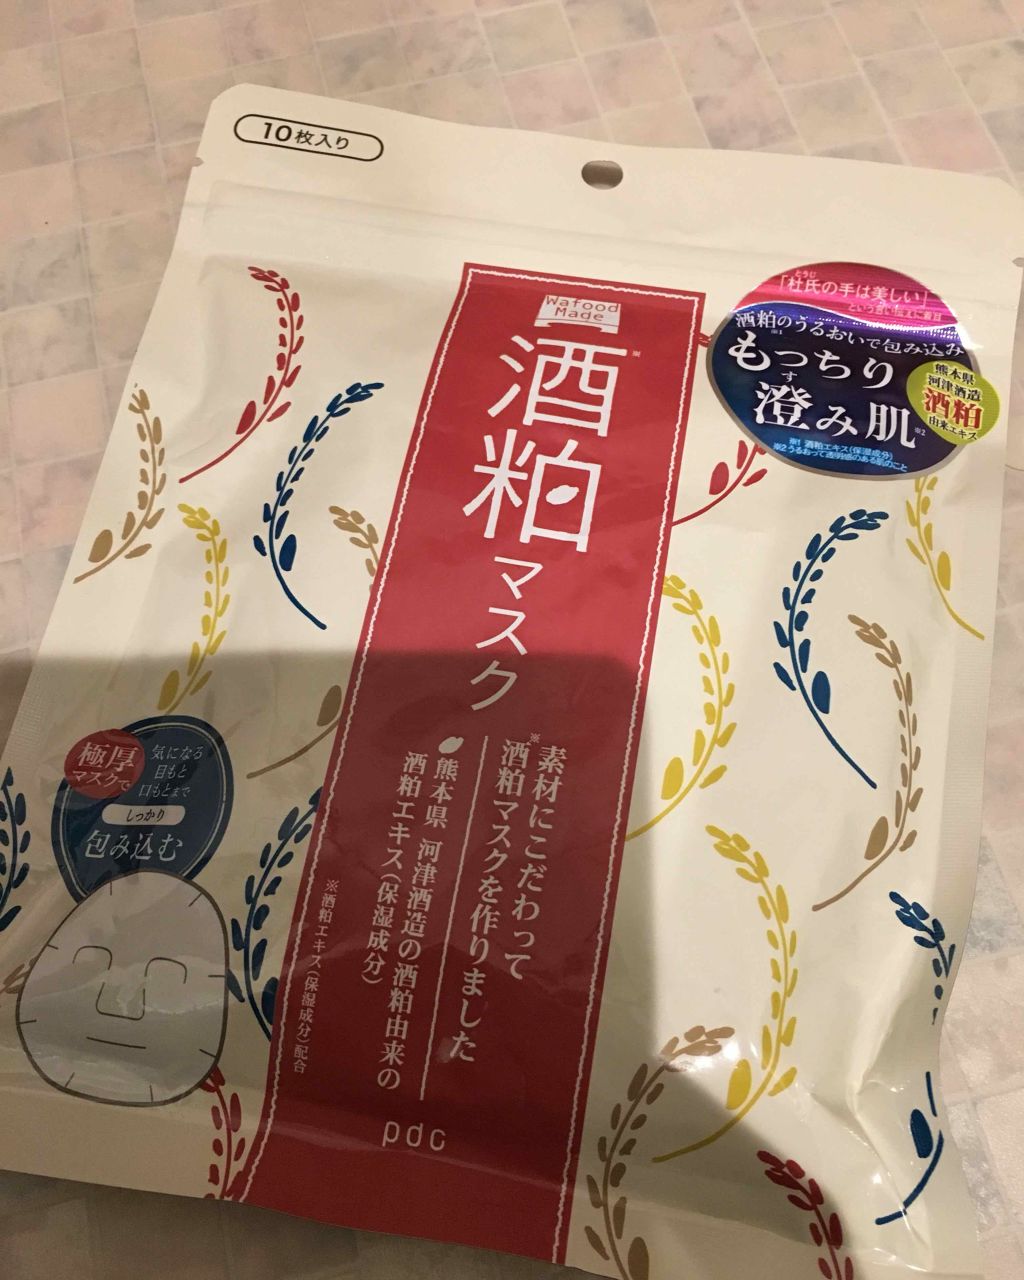 10枚入り
Wafood
Made
酒粕※
マスク
「杜氏の手は美しい」
とうじ
という言い伝えに着目
酒粕のうるおいで包み込み
※1
もっちり
す
澄み肌※2
※1 酒粕エキス(保湿成分)
※2 うるおって透明感のある肌のこと
熊本県
河津酒造
酒粕
由来エキス
素材にこだわって
※酒粕マスクを作りました
熊本県 河津酒造の酒粕由来の
酒粕エキス(保湿成分)
※酒粕エキス(保湿成分)配合
極厚
マスクで
気になる
目もと
口もとまで
しっかり
包み込む
pdc